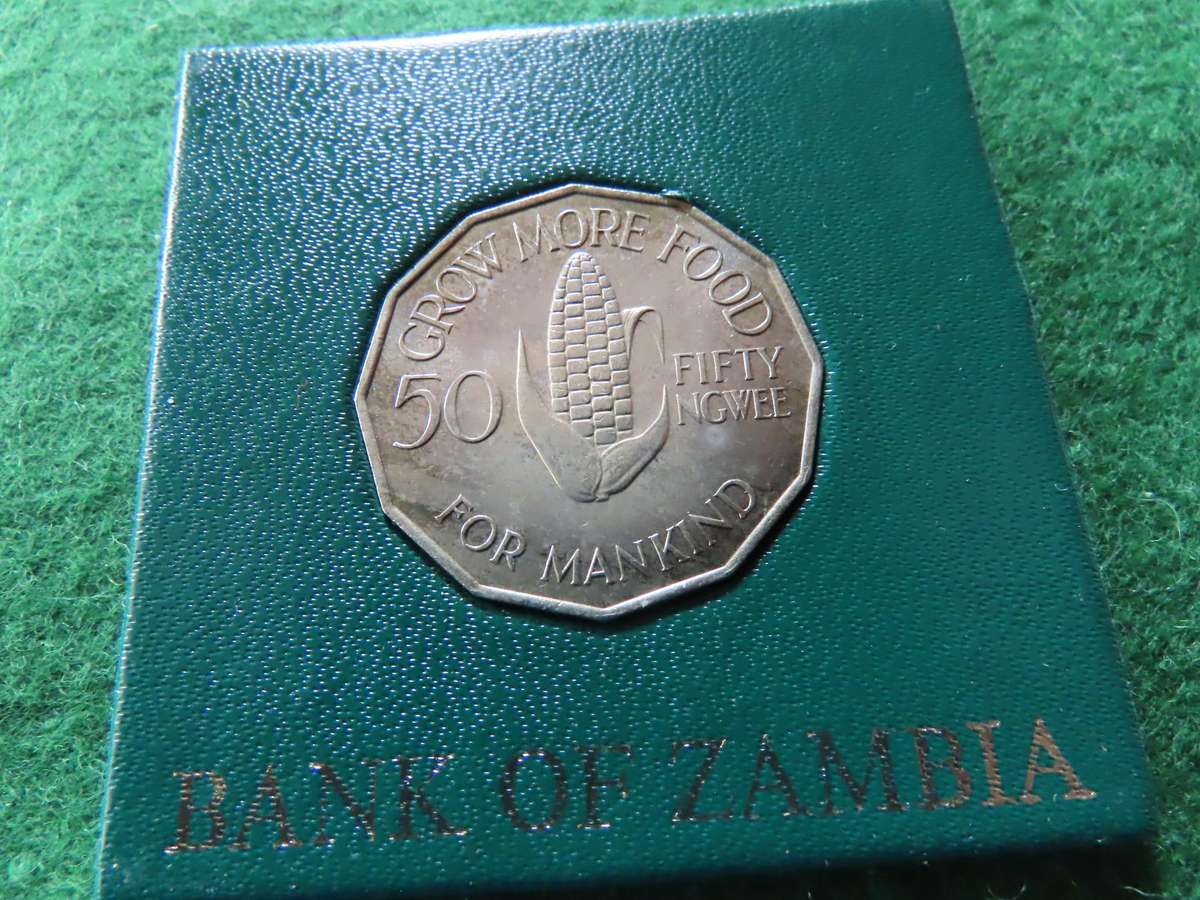 GROW MORE FOOD
50
FIFTY
NGWEE
FOR MANKIND
BANK OF ZAMBIA